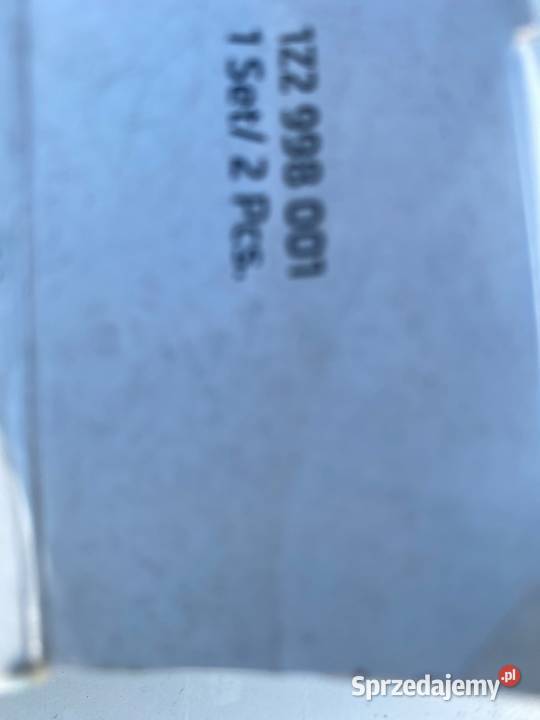 1Z2 998 001
1 Set/ 2 Pcs.
Sprzedajemy.pl